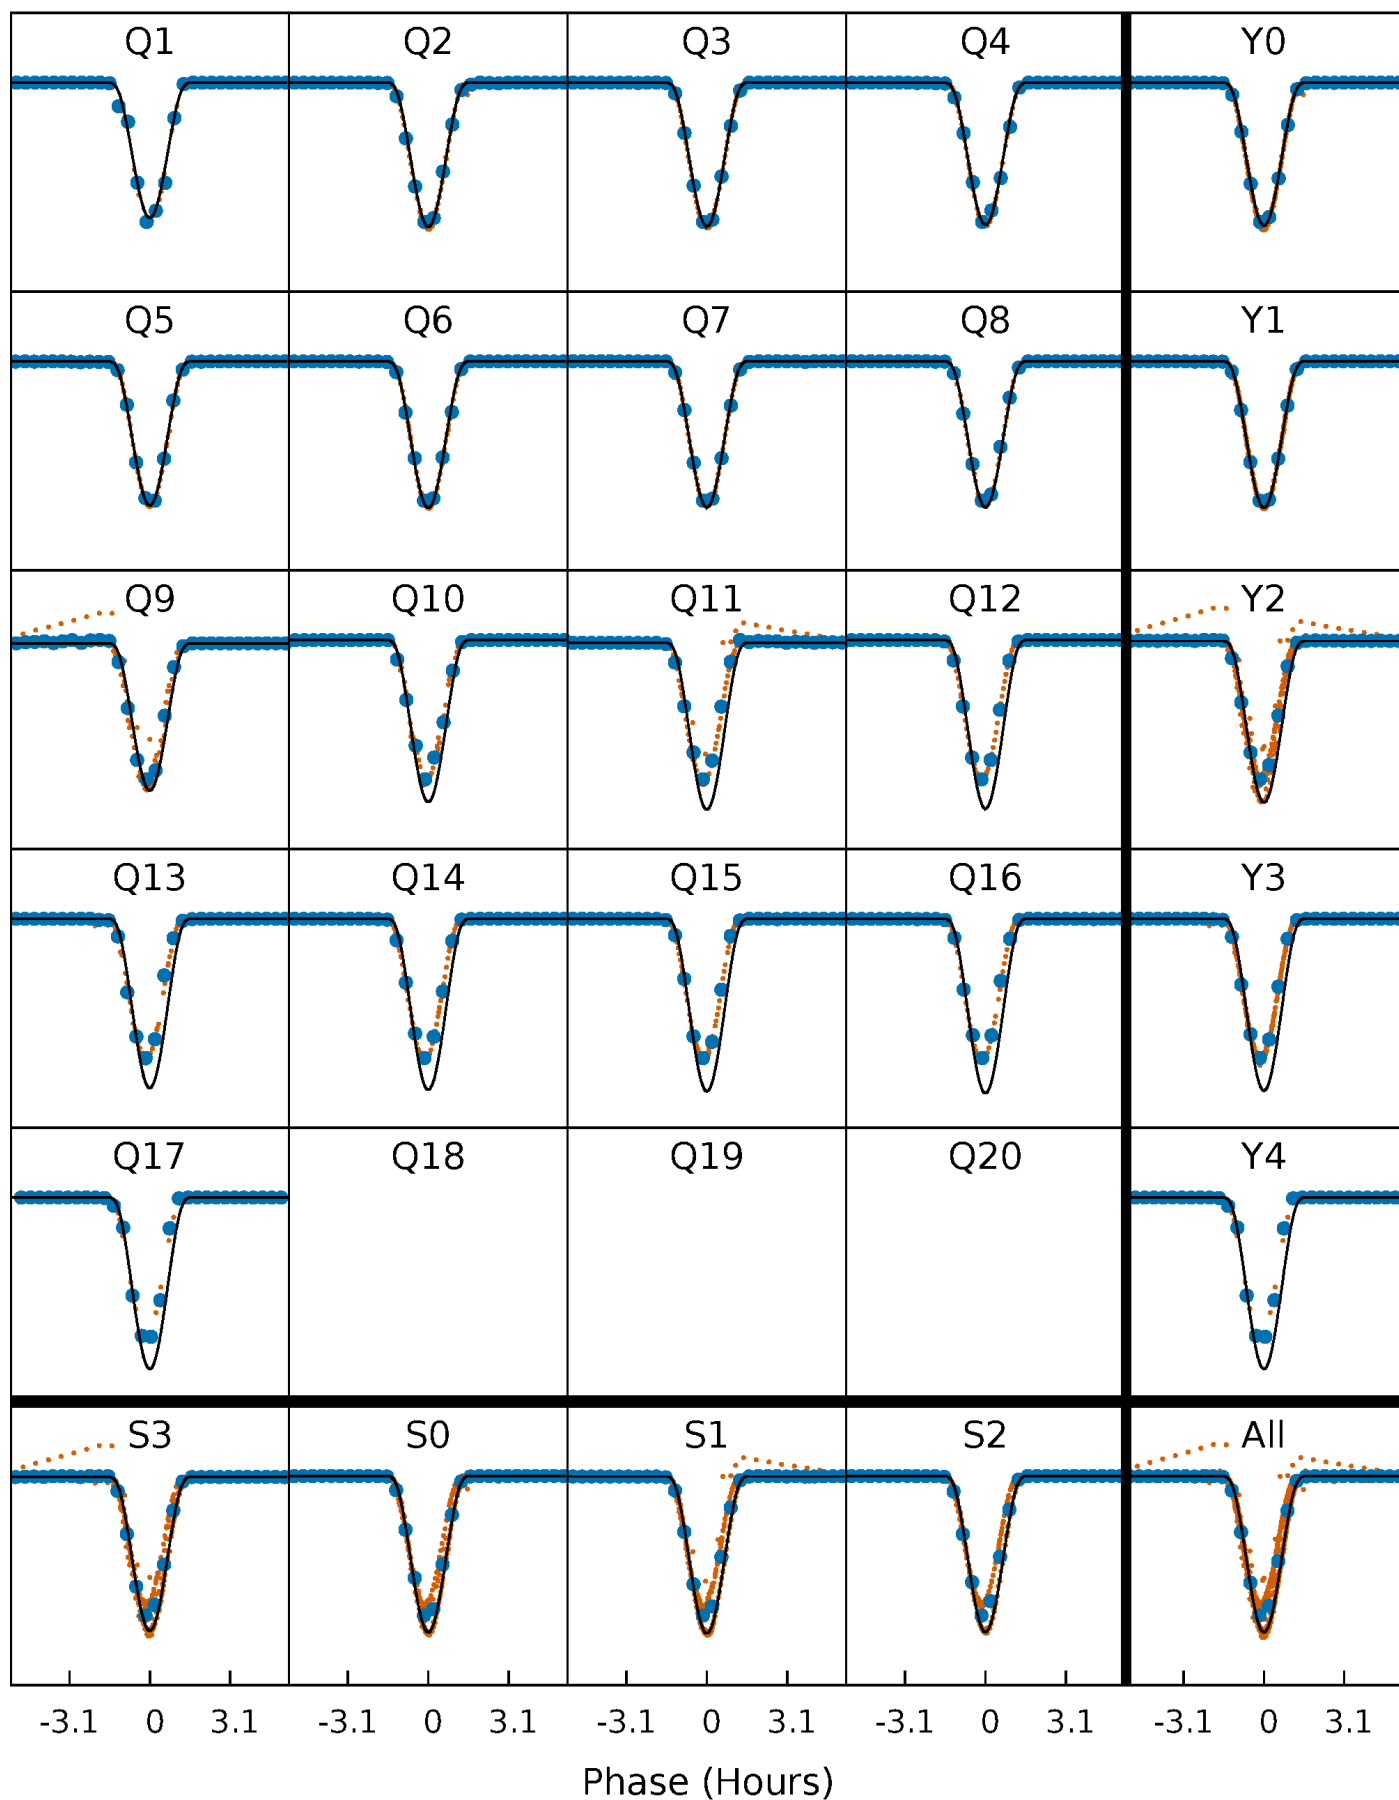 Q1 Q2 Q3 Q4 Y0
Q5 Q6 Q7 Q8 Y1
Q9 Q10 Q11 Q12 Y2
Q13 Q14 Q15 Q16 Y3
Q17 Q18 Q19 Q20 Y4
S3 S0 S1 S2 All
-3.1 0 3.1 -3.1 0 3.1 -3.1 0 3.1 -3.1 0 3.1 -3.1 0 3.1
Phase (Hours)